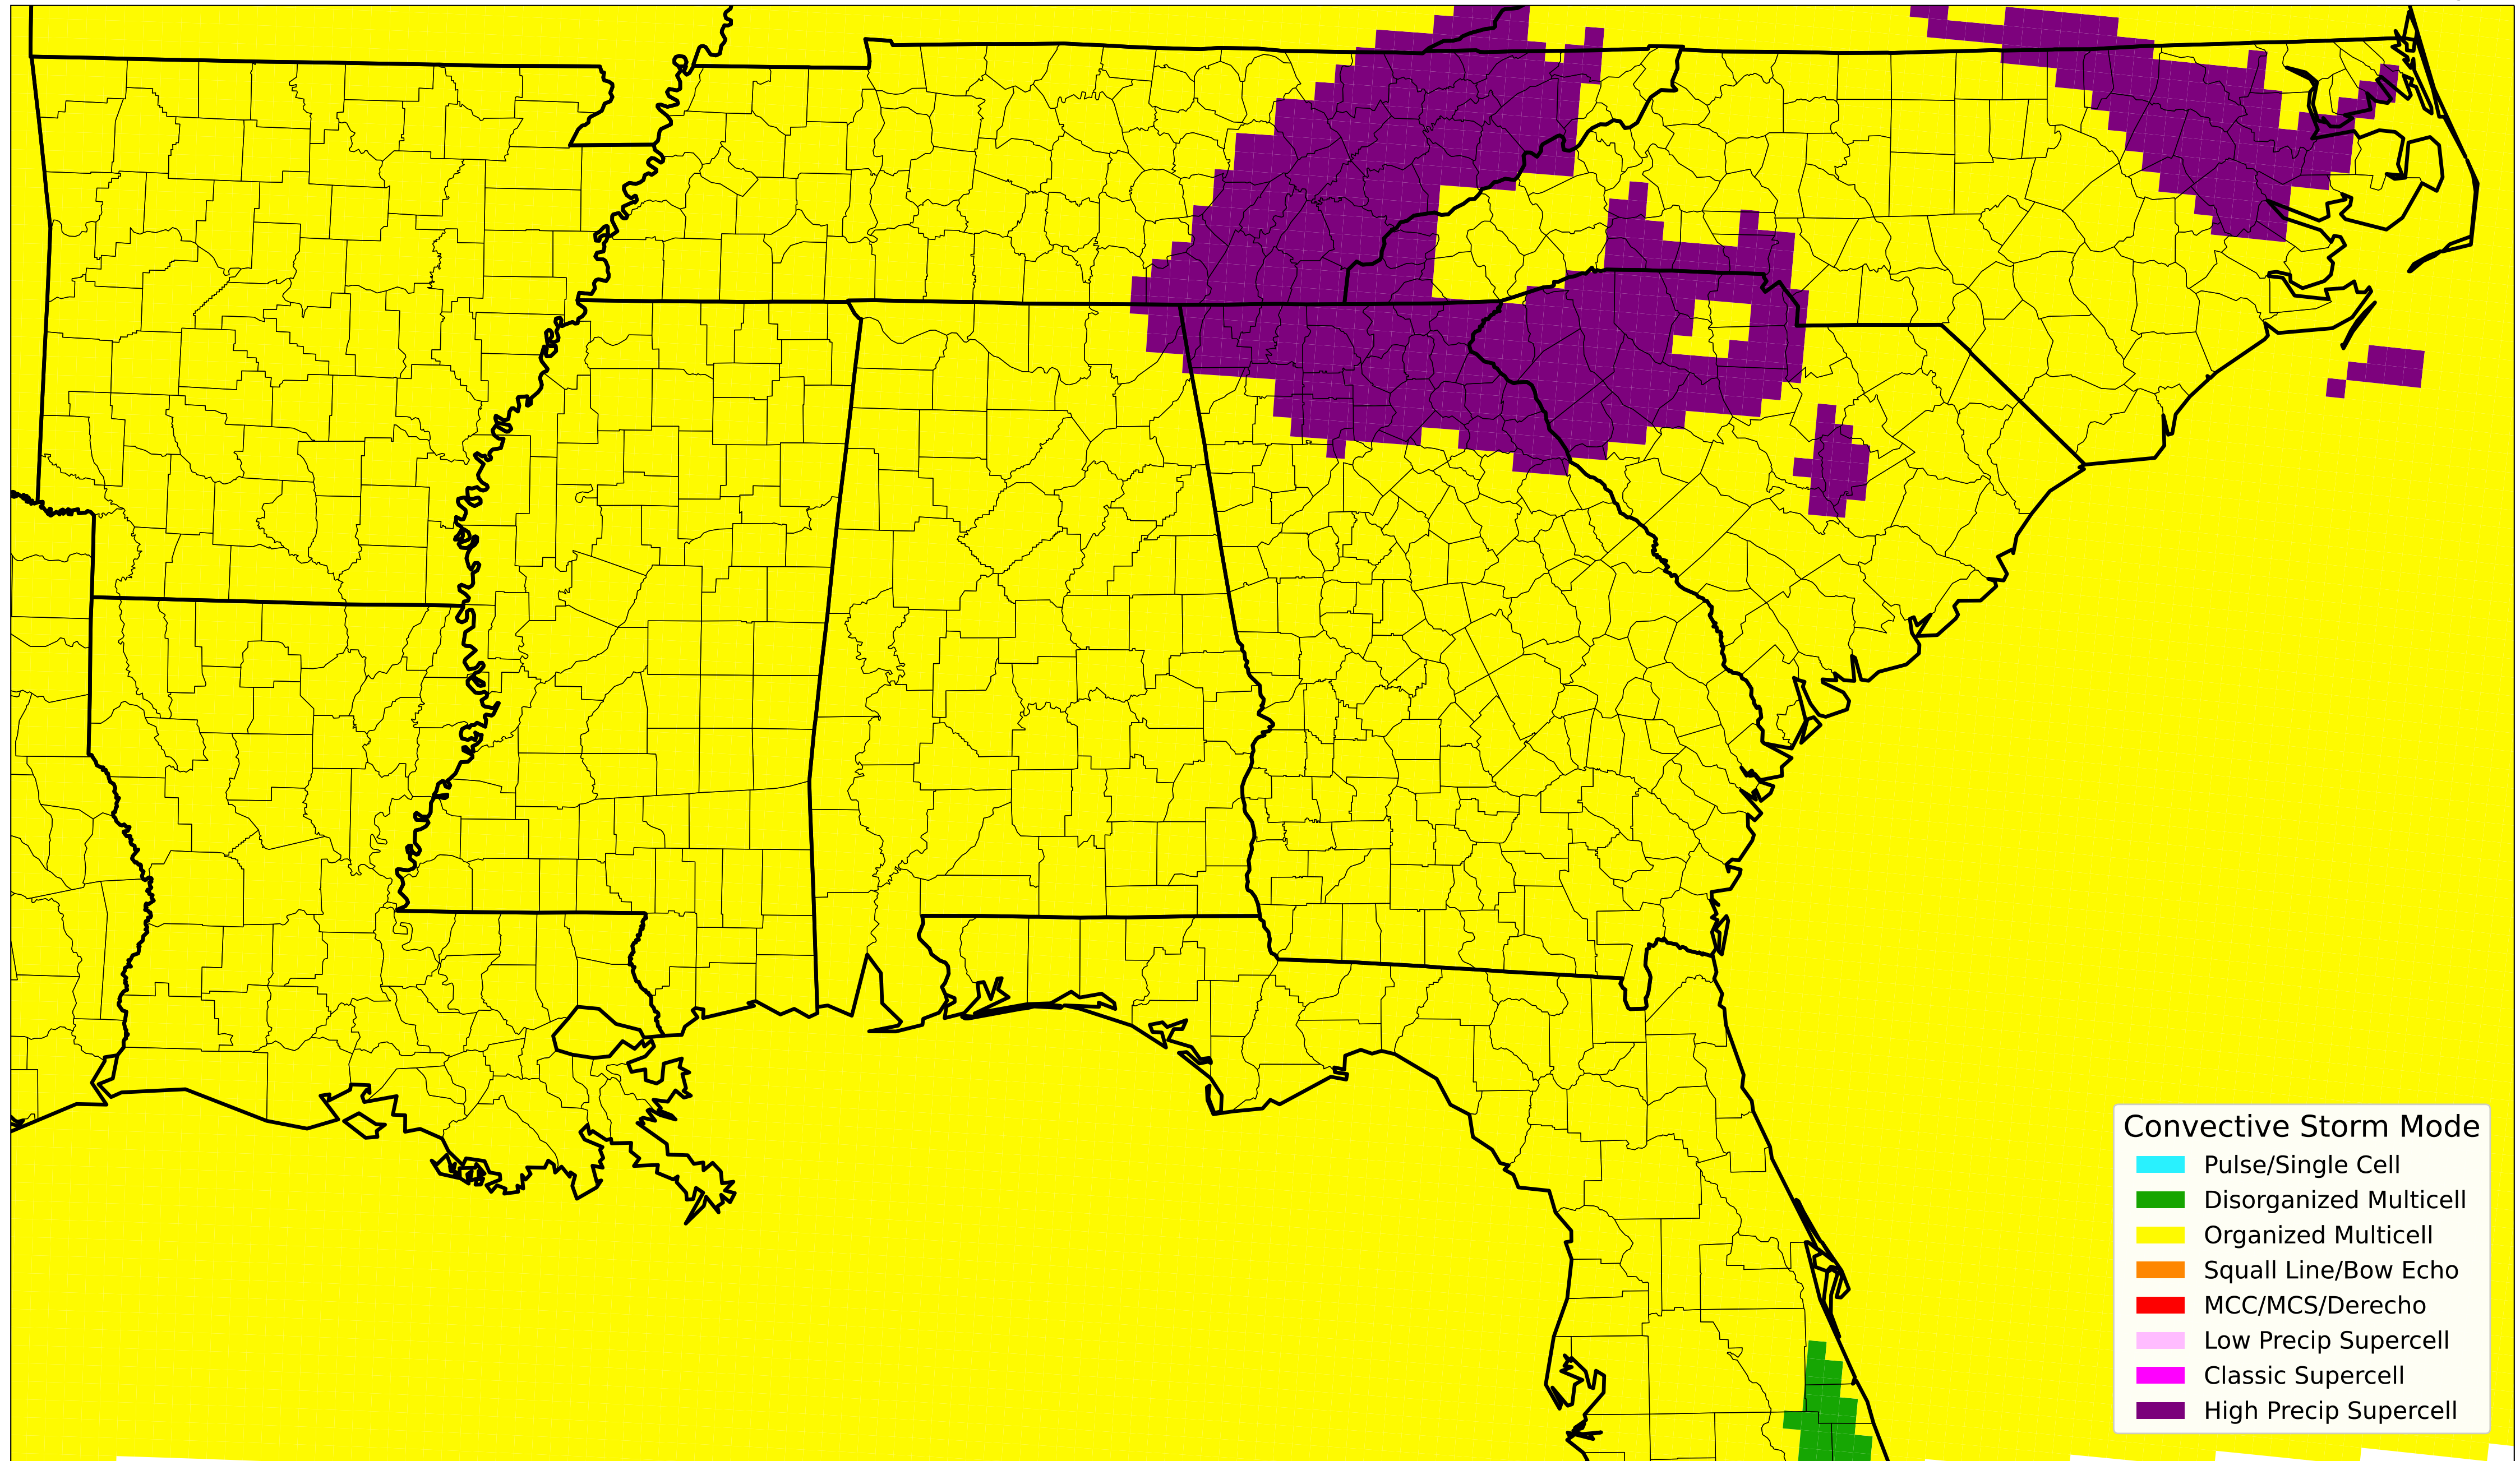 Convective Storm Mode
Pulse/Single Cell
Disorganized Multicell
Organized Multicell
Squall Line/Bow Echo
MCC/MCS/Derecho
Low Precip Supercell
Classic Supercell
High Precip Supercell